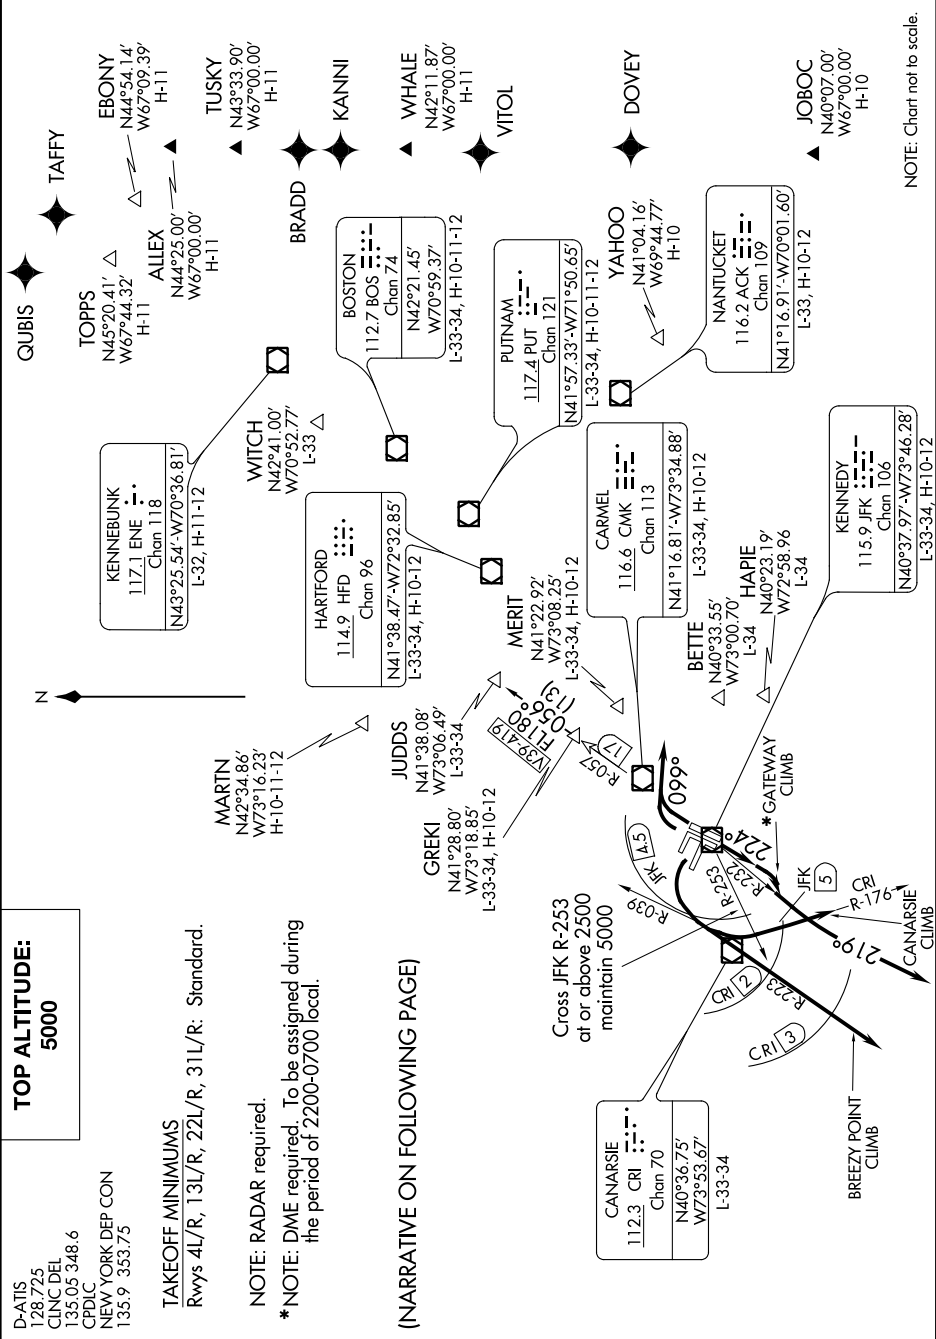 D-ATIS
128.725
CLNC DEL
135.05 348.6
CPDLC
NEW YORK DEP CON
135.9 353.75
TOP ALTITUDE:
5000
TAKEOFF MINIMUMS
Rwys 4L/R, 13L/R, 22L/R, 31L/R: Standard.
NOTE: RADAR required.
*NOTE: DME required. To be assigned during
the period of 2200-0700 local.
(NARRATIVE ON FOLLOWING PAGE)
N
QUBIS
TAFFY
TOPPS
N45°20.41'
W67°44.32'
H-11
EBONY
N44°54.14'
W67°09.39'
H-11
ALLEX
N44°25.00'
W67°00.00'
H-11
TUSKY
N43°33.90'
W67°00.00'
H-11
BRADD
KANNI
WHALE
N42°11.87'
W67°00.00'
H-11
VITOL
DOVEY
JOBOC
N40°07.00'
W67°00.00'
H-10
KENNEBUNK
117.1 ENE
Chan 118
N43°25.54'-W70°36.81'
L-32, H-11-12
WITCH
N42°41.00'
W70°52.77'
L-33
BOSTON
112.7 BOS
Chan 74
N42°21.45'
W70°59.37'
L-33-34, H-10-11-12
PUTNAM
117.4 PUT
Chan 121
N41°57.33'-W71°50.65'
L-33-34, H-10-11-12
YAHOO
N41°04.16'
W69°44.77'
H-10
NANTUCKET
116.2 ACK
Chan 109
N41°16.91'-W70°01.60'
L-33, H-10-12
HARTFORD
114.9 HFD
Chan 96
N41°38.47'-W72°32.85'
L-33-34, H-10-12
MARTN
N42°34.86'
W73°16.23'
H-10-11-12
JUDDS
N41°38.08'
W73°06.49'
L-33-34
GREKI
N41°28.80'
W73°18.85'
L-33-34, H-10-12
V39-419
FL180
056°
(13)
R-057
17
MERIT
N41°22.92'
W73°08.25'
L-33-34, H-10-12
CARMEL
116.6 CMK
Chan 113
N41°16.81'-W73°34.88'
L-33-34, H-10-12
BETTE
N40°33.55'
W73°00.70'
L-34
HAPIE
N40°23.19'
W72°58.96
L-34
KENNEDY
115.9 JFK
Chan 106
N40°37.97'-W73°46.28'
L-33-34, H-10-12
099°
224°
*GATEWAY
CLIMB
JFK 4.5
R-039
R-253
R-232
JFK
5
Cross JFK R-253
at or above 2500
maintain 5000
CRI
R-176
CANARSIE
CLIMB
219°
CRI 2
R-223
CRI 3
BREEZY POINT
CLIMB
CANARSIE
112.3 CRI
Chan 70
N40°36.75'
W73°53.67'
L-33-34
NOTE: Chart not to scale.